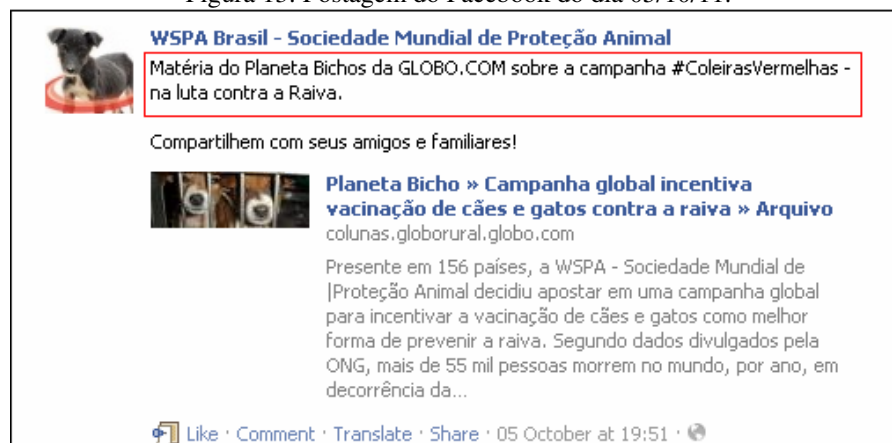 Figura 15: Postagem do Facebook do dia 05/10/11.
WSPA Brasil - Sociedade Mundial de Proteção Animal
Matéria do Planeta Bichos da GLOBO.COM sobre a campanha #ColeirasVermelhas -
na luta contra a Raiva.
Compartilhem com seus amigos e familiares!
Planeta Bicho » Campanha global incentiva
vacinação de cães e gatos contra a raiva » Arquivo
colunas.globorural.globo.com
Presente em 156 países, a WSPA - Sociedade Mundial de
|Proteção Animal decidiu apostar em uma campanha global
para incentivar a vacinação de cães e gatos como melhor
forma de prevenir a raiva. Segundo dados divulgados pela
ONG, mais de 55 mil pessoas morrem no mundo, por ano, em
decorrência da...
Like · Comment · Translate · Share · 05 October at 19:51 ·